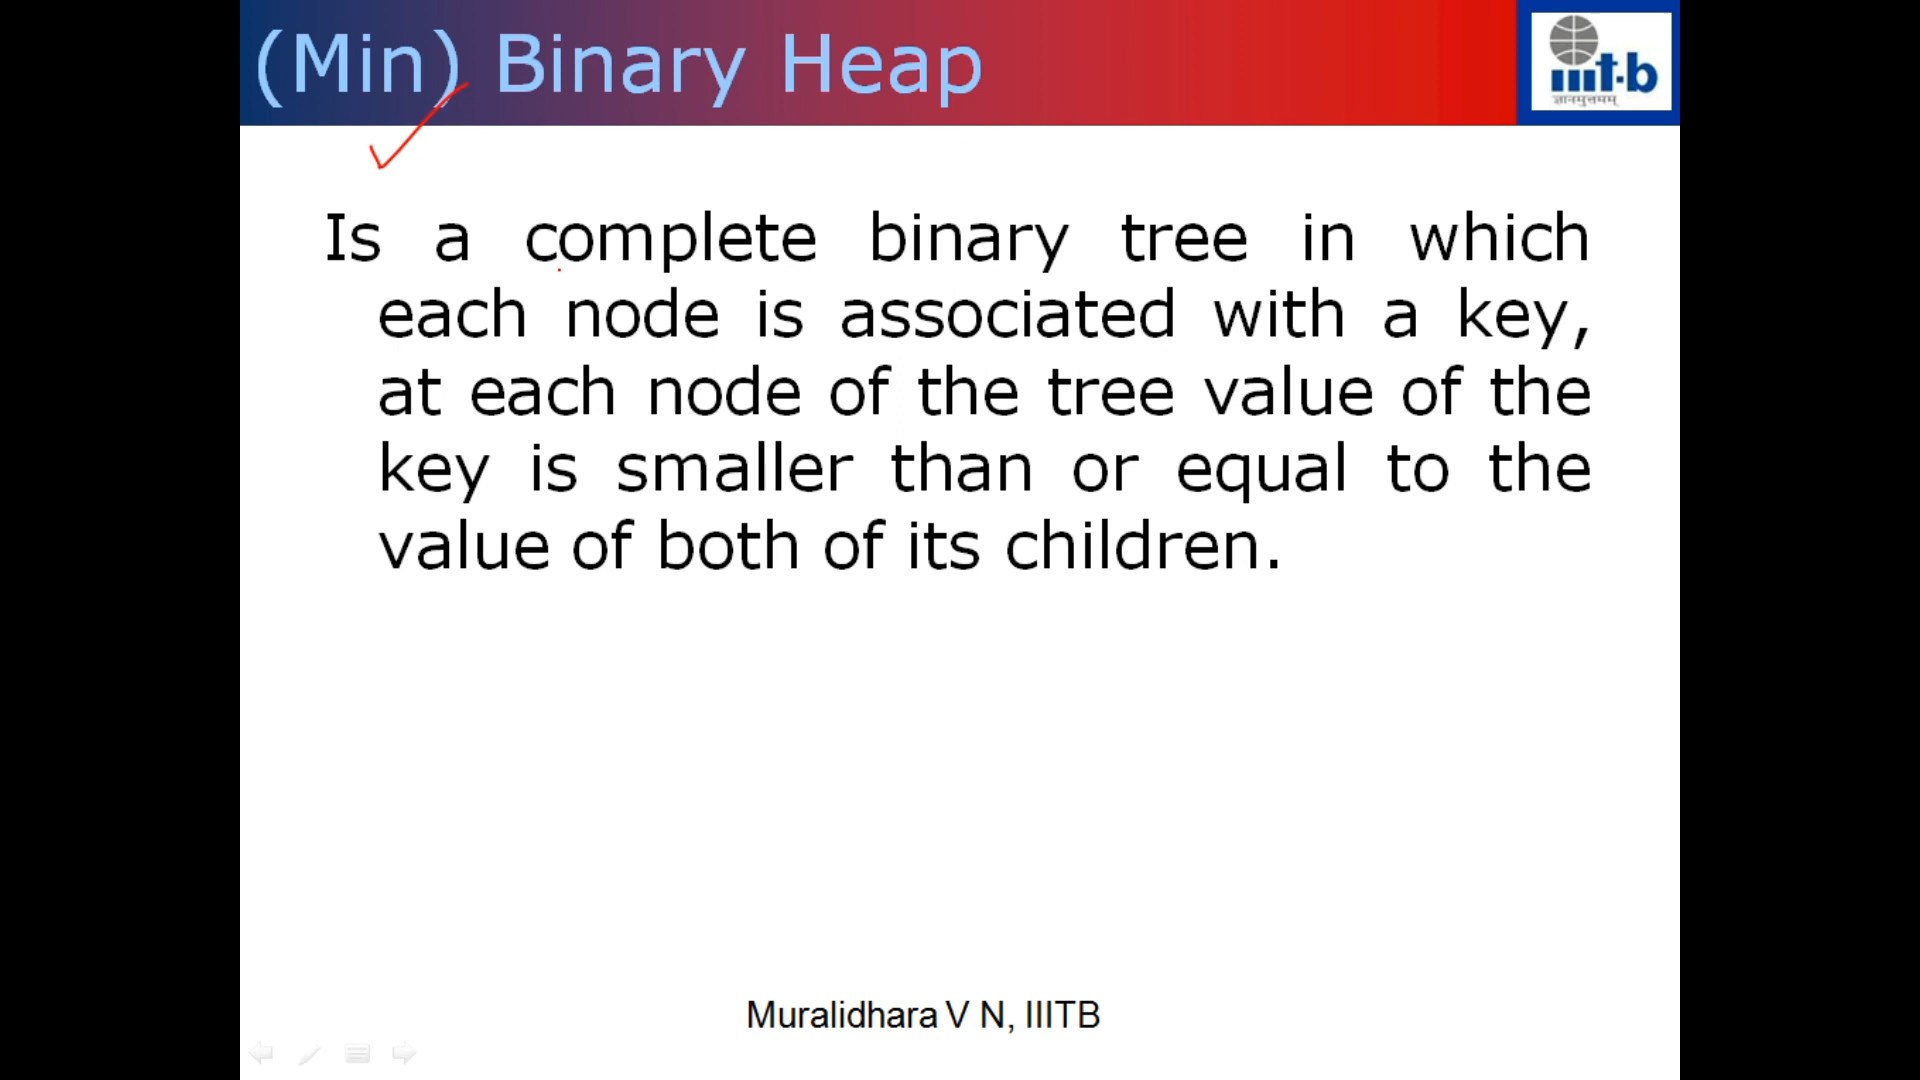 (Min) Binary Heap
iiit-b
ज्ञानमुत्तमम्
Is a complete binary tree in which
each node is associated with a key,
at each node of the tree value of the
key is smaller than or equal to the
value of both of its children.
Muralidhara V N, IIITB